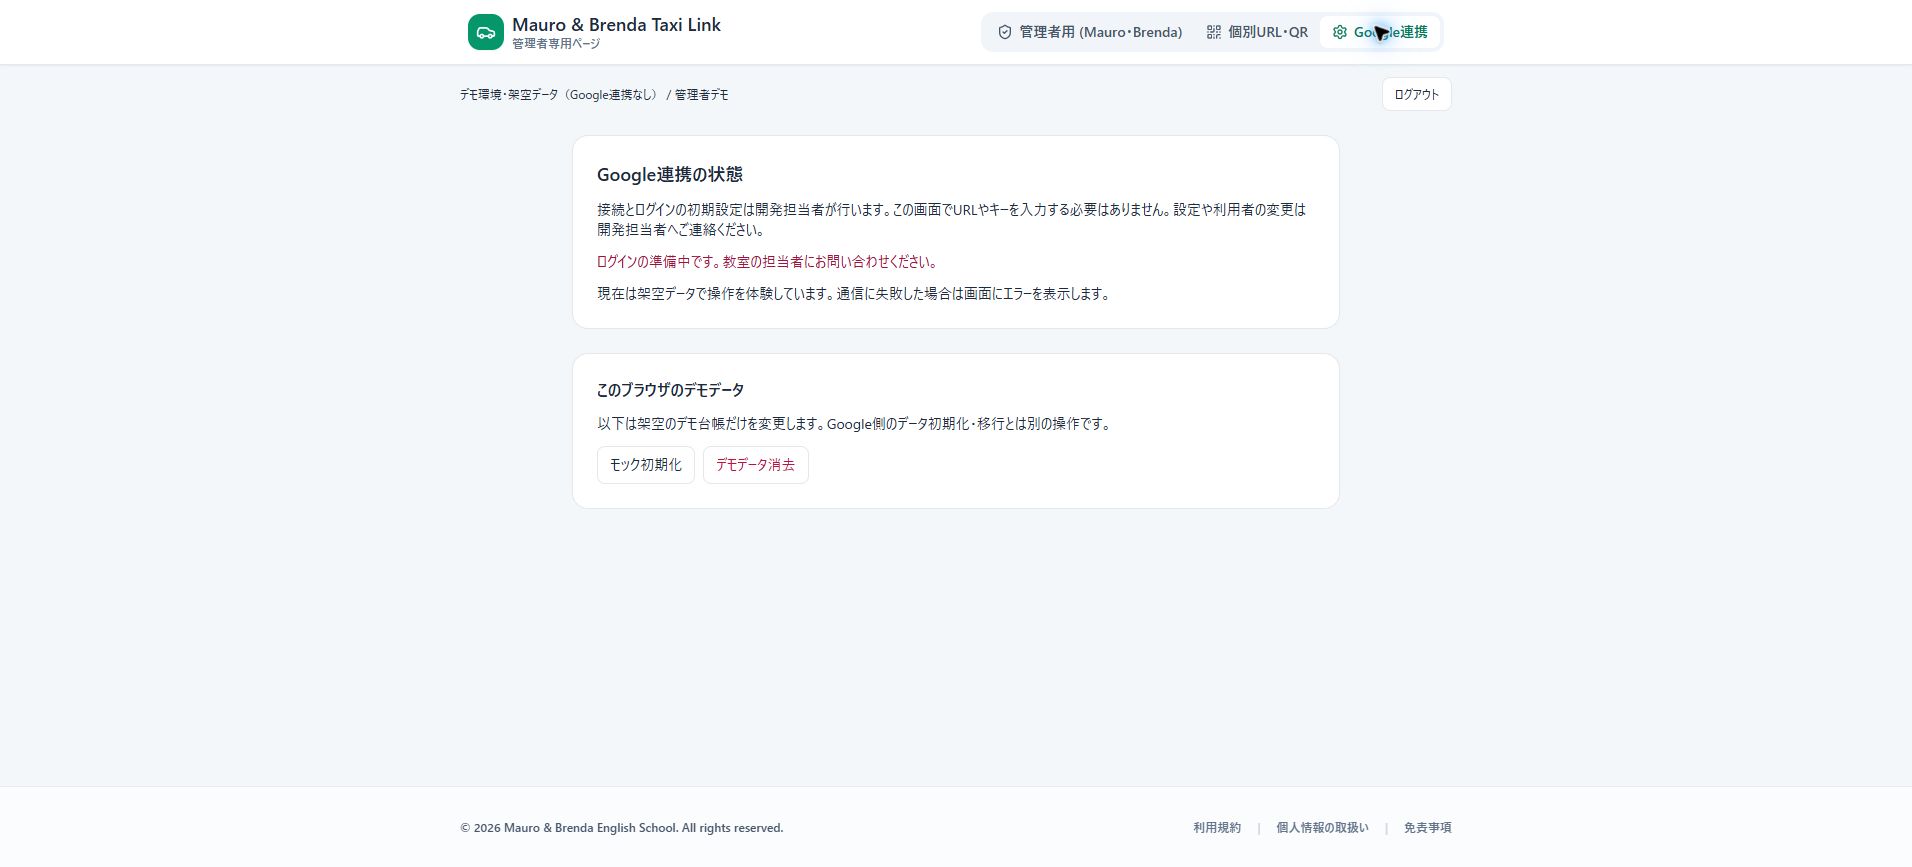 Mauro & Brenda Taxi Link
管理者専用ページ
管理者用 (Mauro・Brenda)
個別URL・QR
Google連携
デモ環境・架空データ（Google連携なし） / 管理者デモ
ログアウト
Google連携の状態
接続とログインの初期設定は開発担当者が行います。この画面でURLやキーを入力する必要はありません。設定や利用者の変更は
開発担当者へご連絡ください。
ログインの準備中です。教室の担当者にお問い合わせください。
現在は架空データで操作を体験しています。通信に失敗した場合は画面にエラーを表示します。
このブラウザのデモデータ
以下は架空のデモ台帳だけを変更します。Google側のデータ初期化・移行とは別の操作です。
モック初期化
デモデータ消去
© 2026 Mauro & Brenda English School. All rights reserved.
利用規約 | 個人情報の取扱い | 免責事項